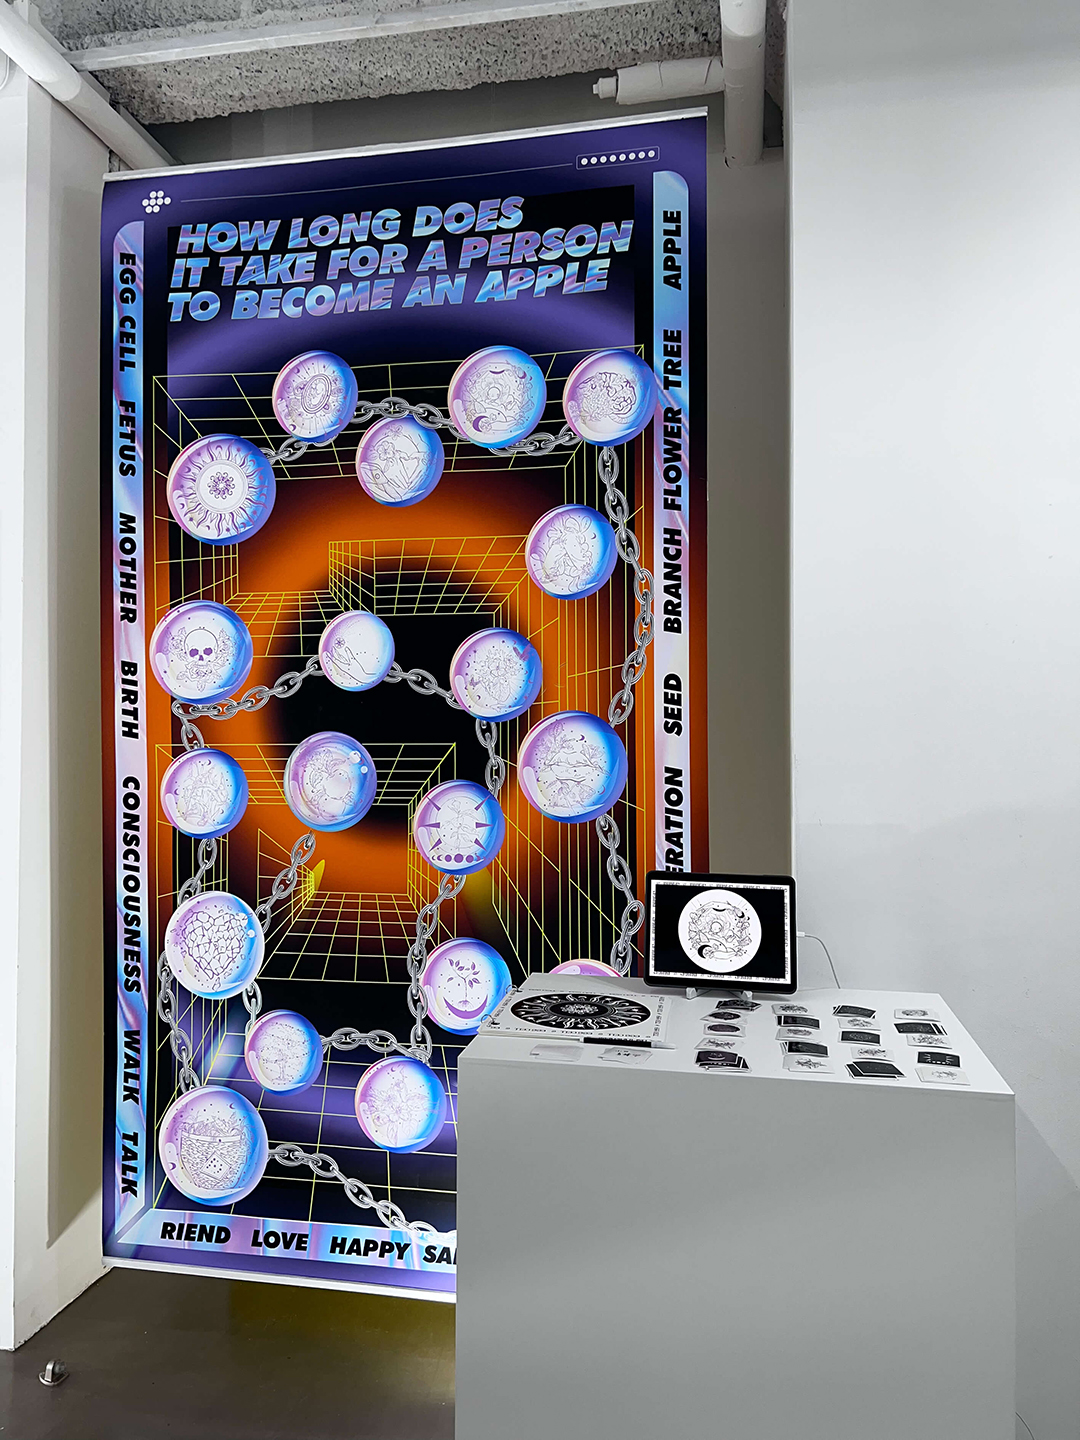 HOW LONG DOES
IT TAKE FOR A PERSON
TO BECOME AN APPLE
EGG CELL FETUS MOTHER BIRTH CONSCIOUSNESS WALK TALK
RIEND LOVE HAPPY SA
ERATION SEED BRANCH FLOWER TREE APPLE